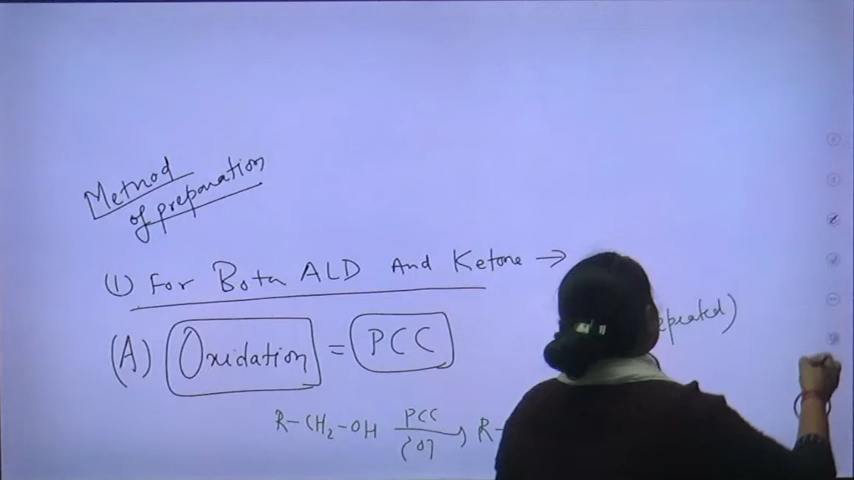 Method
of preparation
(1) For Both ALD And Ketone →
(A) Oxidation = PCC
R-CH₂-OH PCC [O] R-